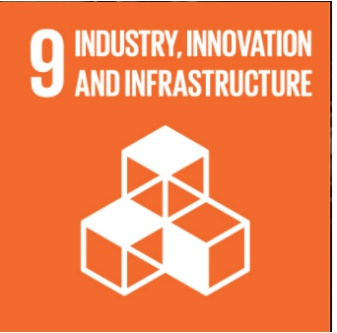 9 INDUSTRY, INNOVATION
AND INFRASTRUCTURE